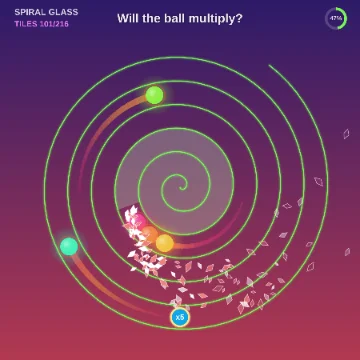 SPIRAL GLASS
TILES 101/216
Will the ball multiply?
47%
x5